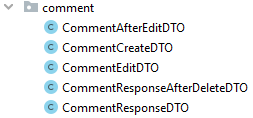 comment
C CommentAfterEditDTO
C CommentCreateDTO
C CommentEditDTO
C CommentResponseAfterDeleteDTO
C CommentResponseDTO